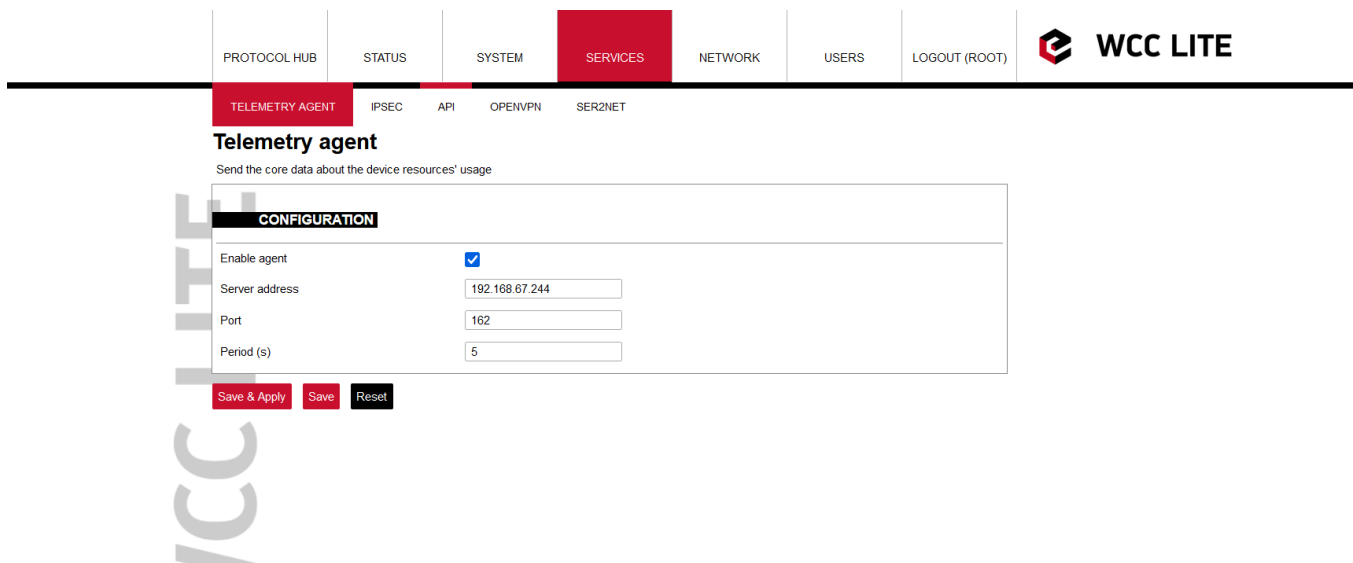 PROTOCOL HUB STATUS SYSTEM SERVICES NETWORK USERS LOGOUT (ROOT) WCC LITE
TELEMETRY AGENT IPSEC API OPENVPN SER2NET
Telemetry agent
Send the core data about the device resources' usage
CONFIGURATION
Enable agent
Server address 192.168.67.244
Port 162
Period (s) 5
Save & Apply Save Reset
WCC LITE